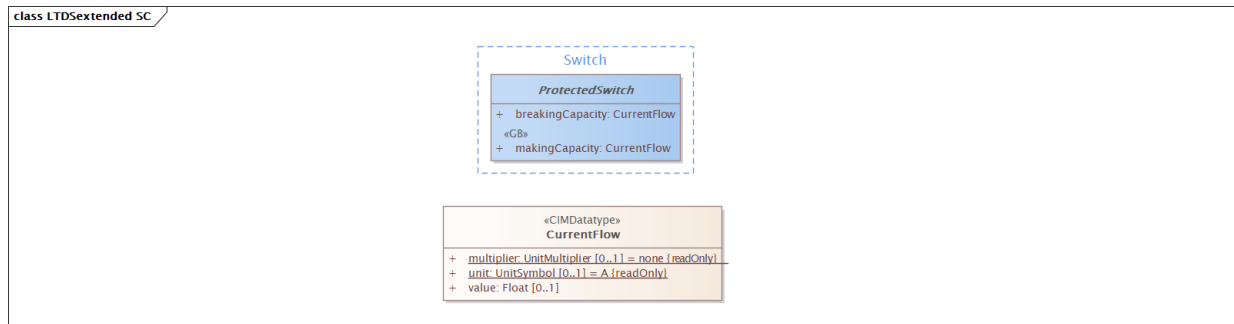 class LTDSextended SC
Switch
ProtectedSwitch
+ breakingCapacity: CurrentFlow
«GB»
+ makingCapacity: CurrentFlow
«CIMDatatype»
CurrentFlow
+ multiplier: UnitMultiplier [0..1] = none {readOnly}
+ unit: UnitSymbol [0..1] = A {readOnly}
+ value: Float [0..1]